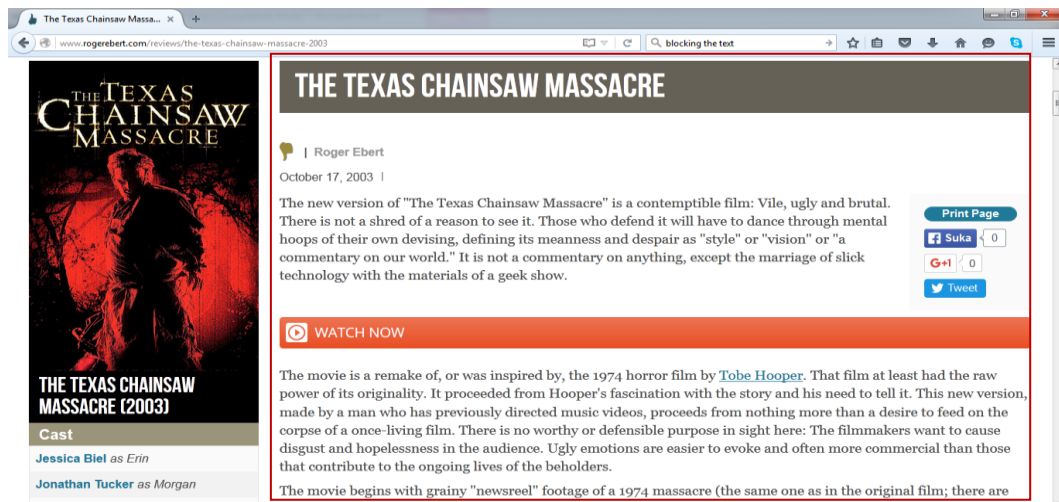 The Texas Chainsaw Massa...
www.rogerebert.com/reviews/the-texas-chainsaw-massacre-2003
blocking the text
THE TEXAS
CHAINSAW
MASSACRE
THE TEXAS CHAINSAW
MASSACRE (2003)
Cast
Jessica Biel as Erin
Jonathan Tucker as Morgan
THE TEXAS CHAINSAW MASSACRE
| Roger Ebert
October 17, 2003 |
The new version of "The Texas Chainsaw Massacre" is a contemptible film: Vile, ugly and brutal.
There is not a shred of a reason to see it. Those who defend it will have to dance through mental
hoops of their own devising, defining its meanness and despair as "style" or "vision" or "a
commentary on our world." It is not a commentary on anything, except the marriage of slick
technology with the materials of a geek show.
Print Page
Suka 0
G+1 0
Tweet
WATCH NOW
The movie is a remake of, or was inspired by, the 1974 horror film by Tobe Hooper. That film at least had the raw
power of its originality. It proceeded from Hooper's fascination with the story and his need to tell it. This new version,
made by a man who has previously directed music videos, proceeds from nothing more than a desire to feed on the
corpse of a once-living film. There is no worthy or defensible purpose in sight here: The filmmakers want to cause
disgust and hopelessness in the audience. Ugly emotions are easier to evoke and often more commercial than those
that contribute to the ongoing lives of the beholders.
The movie begins with grainy "newsreel" footage of a 1974 massacre (the same one as in the original film; there are